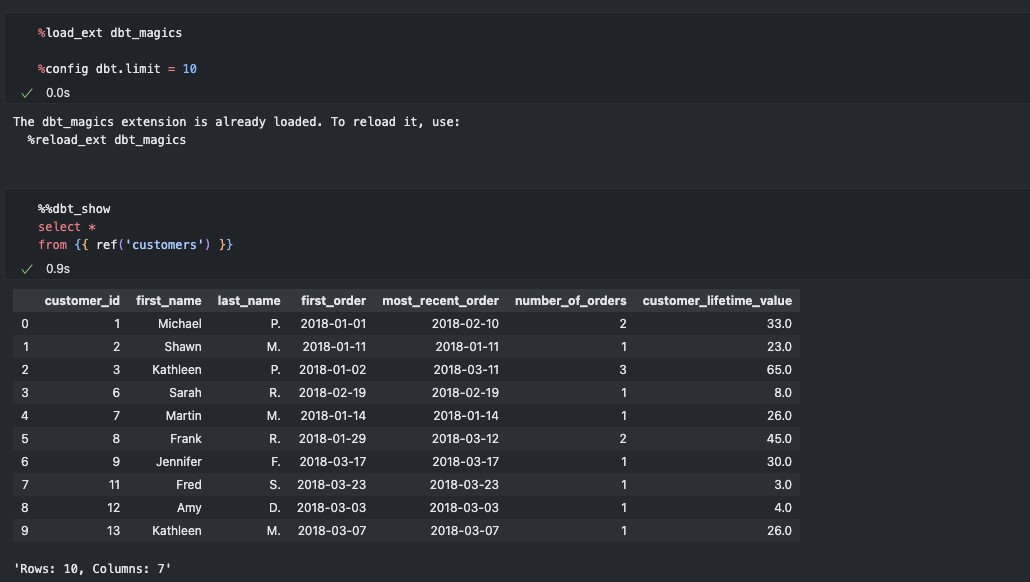 %load_ext dbt_magics
%config dbt.limit = 10
0.0s
The dbt_magics extension is already loaded. To reload it, use:
%reload_ext dbt_magics
%%dbt_show
select *
from {{ ref('customers') }}
0.9s
customer_id first_name last_name first_order most_recent_order number_of_orders customer_lifetime_value
0 1 Michael P. 2018-01-01 2018-02-10 2 33.0
1 2 Shawn M. 2018-01-11 2018-01-11 1 23.0
2 3 Kathleen P. 2018-01-02 2018-03-11 3 65.0
3 6 Sarah R. 2018-02-19 2018-02-19 1 8.0
4 7 Martin M. 2018-01-14 2018-01-14 1 26.0
5 8 Frank R. 2018-01-29 2018-03-12 2 45.0
6 9 Jennifer F. 2018-03-17 2018-03-17 1 30.0
7 11 Fred S. 2018-03-23 2018-03-23 1 3.0
8 12 Amy D. 2018-03-03 2018-03-03 1 4.0
9 13 Kathleen M. 2018-03-07 2018-03-07 1 26.0
'Rows: 10, Columns: 7'